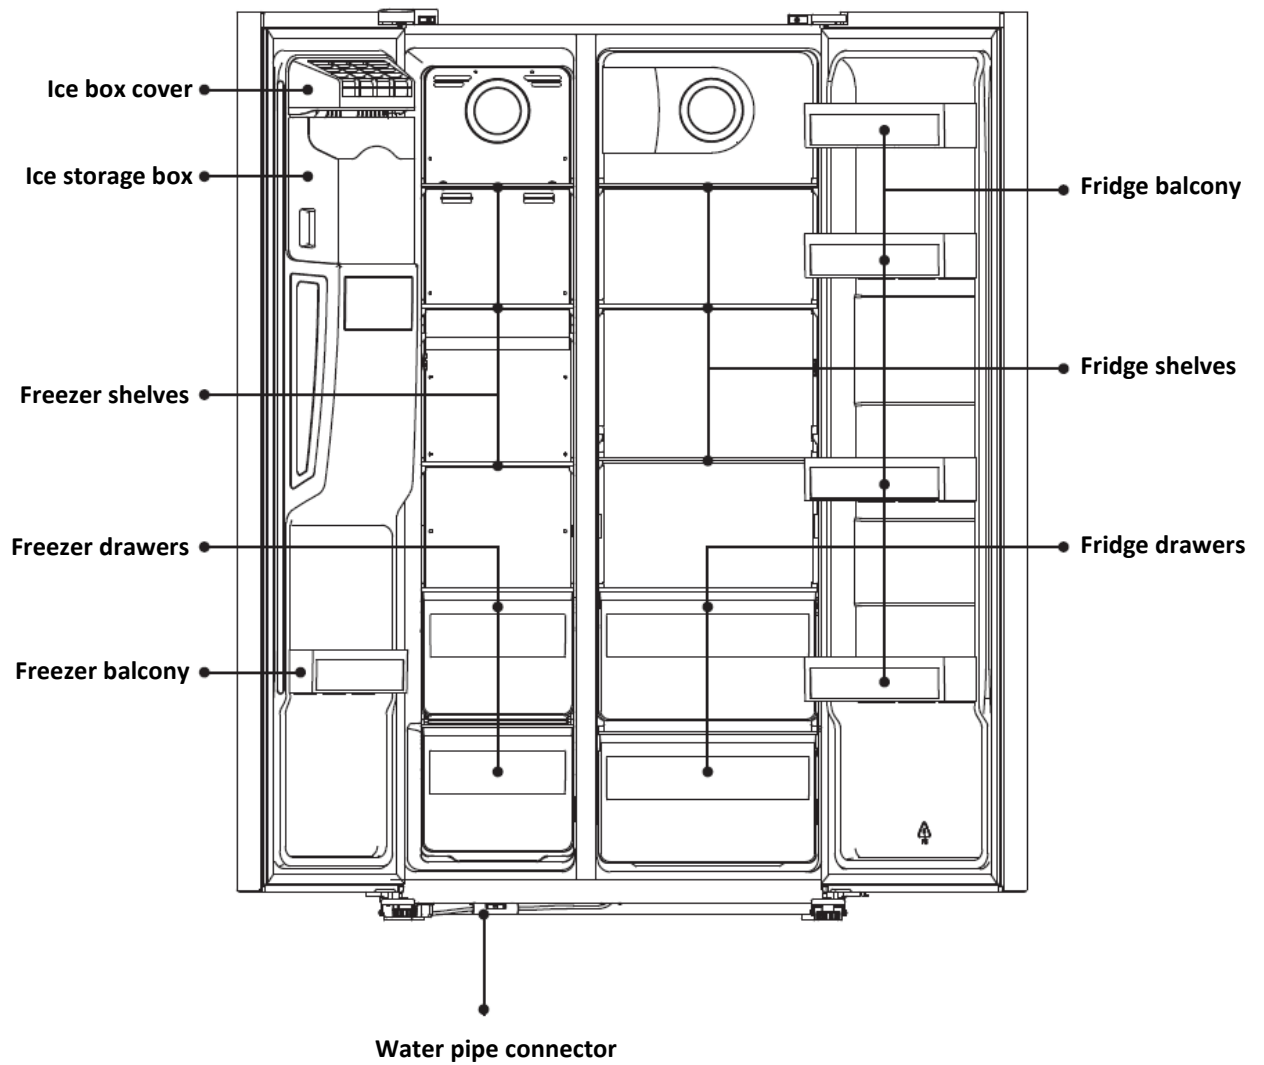 Ice box cover
Ice storage box
Freezer shelves
Freezer drawers
Freezer balcony
Fridge balcony
Fridge shelves
Fridge drawers
Water pipe connector